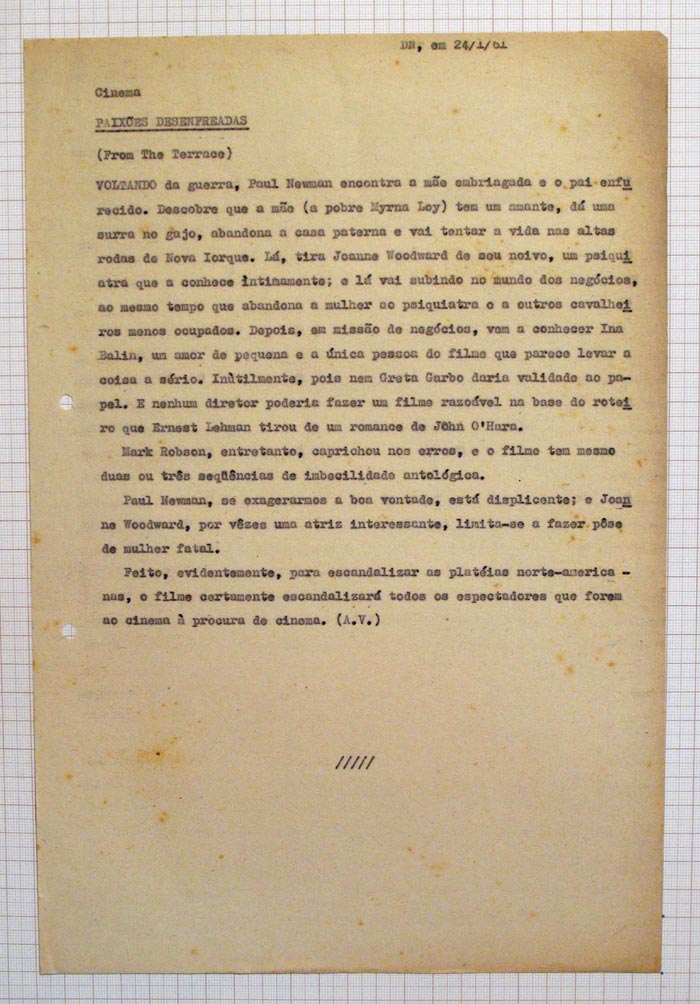 DN, em 24/1/61
Cinema
PAIXÕES DESENFREADAS
(From The Terrace)
VOLTANDO da guerra, Paul Newman encontra a mãe embriagada e o pai enfu
recido. Descobre que a mãe (a pobre Myrna Loy) tem um amante, dá uma
surra no gajo, abandona a casa paterna e vai tentar a vida nas altas
rodas de Nova Iorque. Lá, tira Joanne Woodward de seu noivo, um psiqui
atra que a conhece intimamente; e lá vai subindo no mundo dos negócios,
ao mesmo tempo que abandona a mulher ao psiquiatra e a outros cavalhei
ros menos ocupados. Depois, em missão de negócios, vem a conhecer Ina
Balin, um amor de pequena e a única pessoa do filme que parece levar a
coisa a sério. Inùtilmente, pois nem Greta Garbo daria validade ao pa-
pel. E nenhum diretor poderia fazer um filme razoável na base do rotei
ro que Ernest Lehman tirou de um romance de John O'Hara.
Mark Robson, entretanto, caprichou nos erros, e o filme tem mesmo
duas ou três seqüências de imbecilidade antológica.
Paul Newman, se exagerarmos a boa vontade, está displicente; e Joan
ne Woodward, por vêzes uma atriz interessante, limita-se a fazer pôse
de mulher fatal.
Feito, evidentemente, para escandalizar as platéias norte-america -
nas, o filme certamente escandalizará todos os espectadores que forem
ao cinema à procura de cinema. (A.V.)
/////